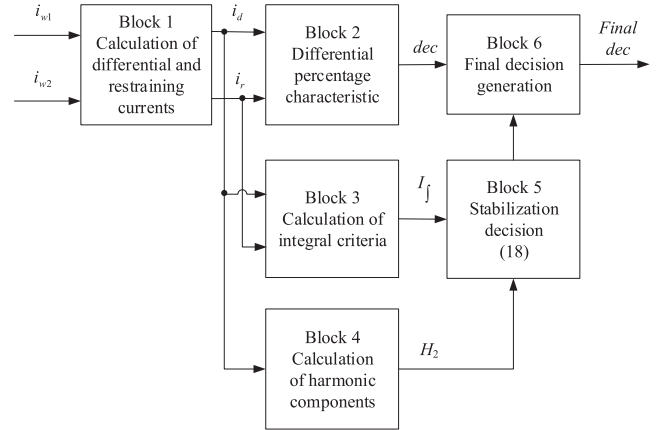 i_w1
i_w2
Block 1
Calculation of
differential and
restraining
currents
i_d
i_r
Block 2
Differential
percentage
characteristic
dec
Block 6
Final decision
generation
Final
dec
Block 3
Calculation of
integral criteria
I_∫
Block 5
Stabilization
decision
(18)
Block 4
Calculation
of harmonic
components
H_2